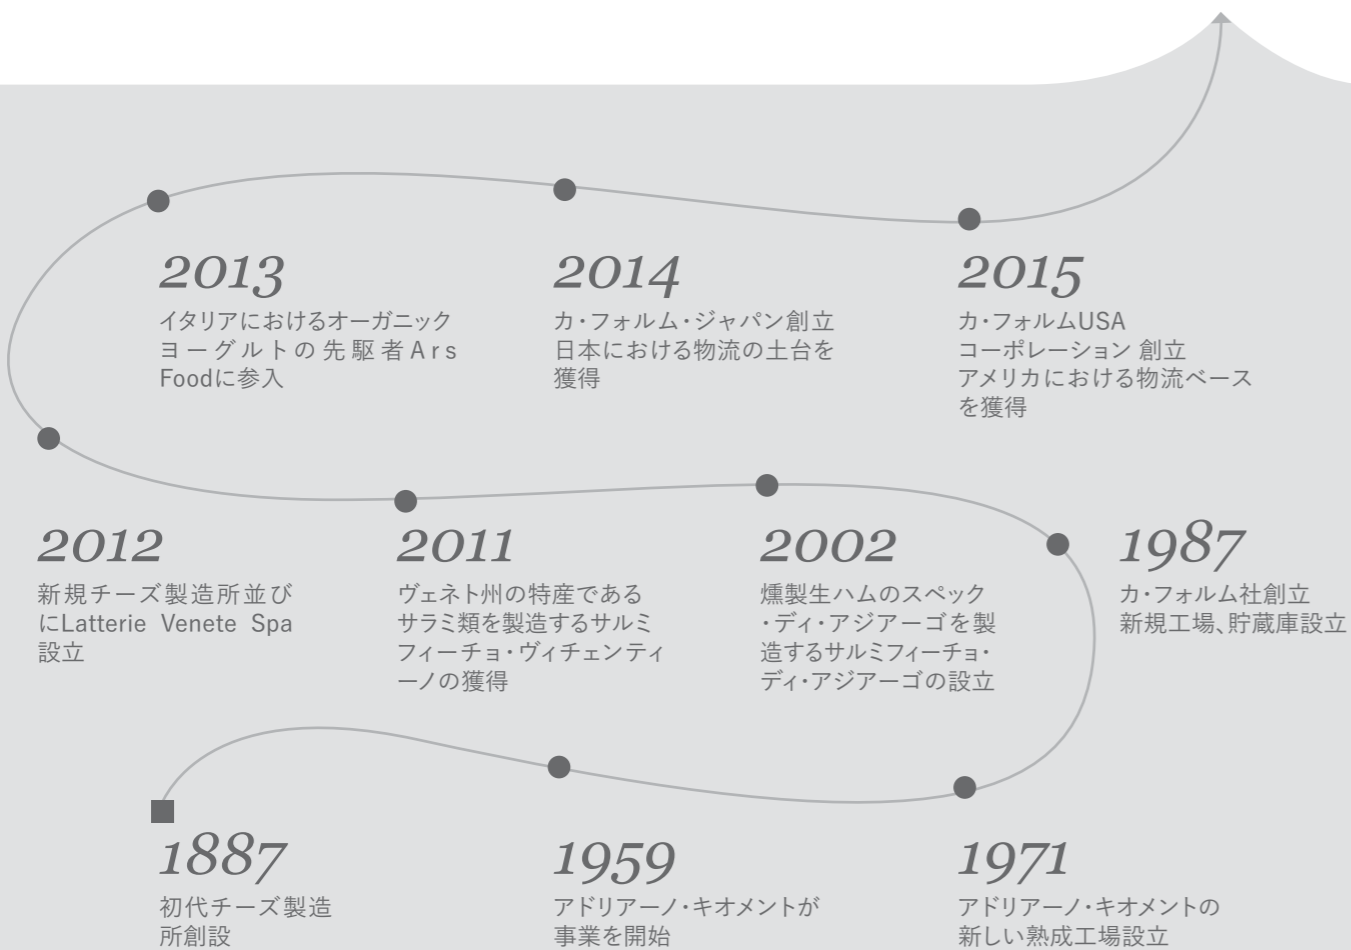 2013
イタリアにおけるオーガニック
ヨーグルトの先駆者Ars
Foodに参入
2014
カ・フォルム・ジャパン創立
日本における物流の土台を
獲得
2015
カ・フォルムUSA
コーポレーション 創立
アメリカにおける物流ベース
を獲得
2012
新規チーズ製造所並び
にLatterie Venete Spa
設立
2011
ヴェネト州の特産である
サラミ類を製造するサルミ
フィーチョ・ヴィチェンティ
ーノの獲得
2002
燻製生ハムのスペック
・ディ・アジアーゴを製
造するサルミフィーチョ・
ディ・アジアーゴの設立
1987
カ・フォルム社創立
新規工場、貯蔵庫設立
1887
初代チーズ製造
所創設
1959
アドリアーノ・キオメントが
事業を開始
1971
アドリアーノ・キオメントの
新しい熟成工場設立